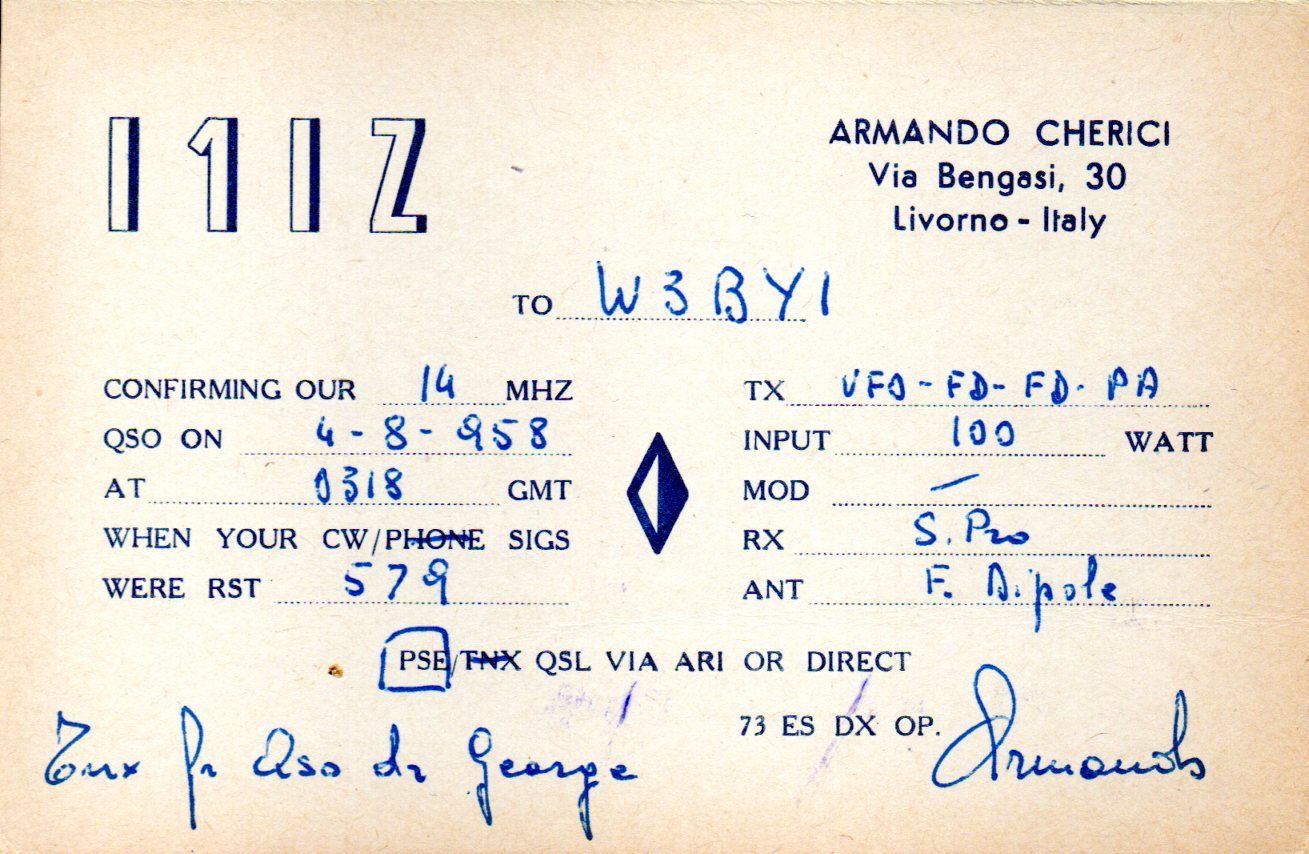 I1IZ
ARMANDO CHERICI
Via Bengasi, 30
Livorno - Italy
TO W3BYI
CONFIRMING OUR 14 MHZ
QSO ON 4-8-958
AT 0318 GMT
WHEN YOUR CW/PHONE SIGS
WERE RST 579
TX VFO-FD-FD-PA
INPUT 100 WATT
MOD —
RX S. Pro
ANT F. Dipole
PSE/TNX QSL VIA ARI OR DIRECT
73 ES DX OP. Armando
Tnx fr Qso dr George